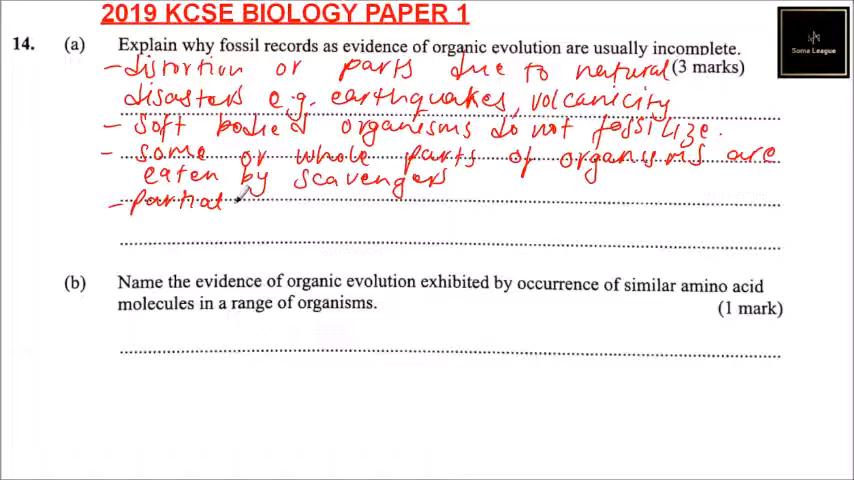 2019 KCSE BIOLOGY PAPER 1
14. (a) Explain why fossil records as evidence of organic evolution are usually incomplete.
(3 marks)
- distortion or parts due to natural
disasters e.g. earthquakes, volcanicity
- soft bodied organisms do not fossilize.
- some or whole parts of organisms are
eaten by scavengers
- partial
(b) Name the evidence of organic evolution exhibited by occurrence of similar amino acid
molecules in a range of organisms. (1 mark)
Soma League